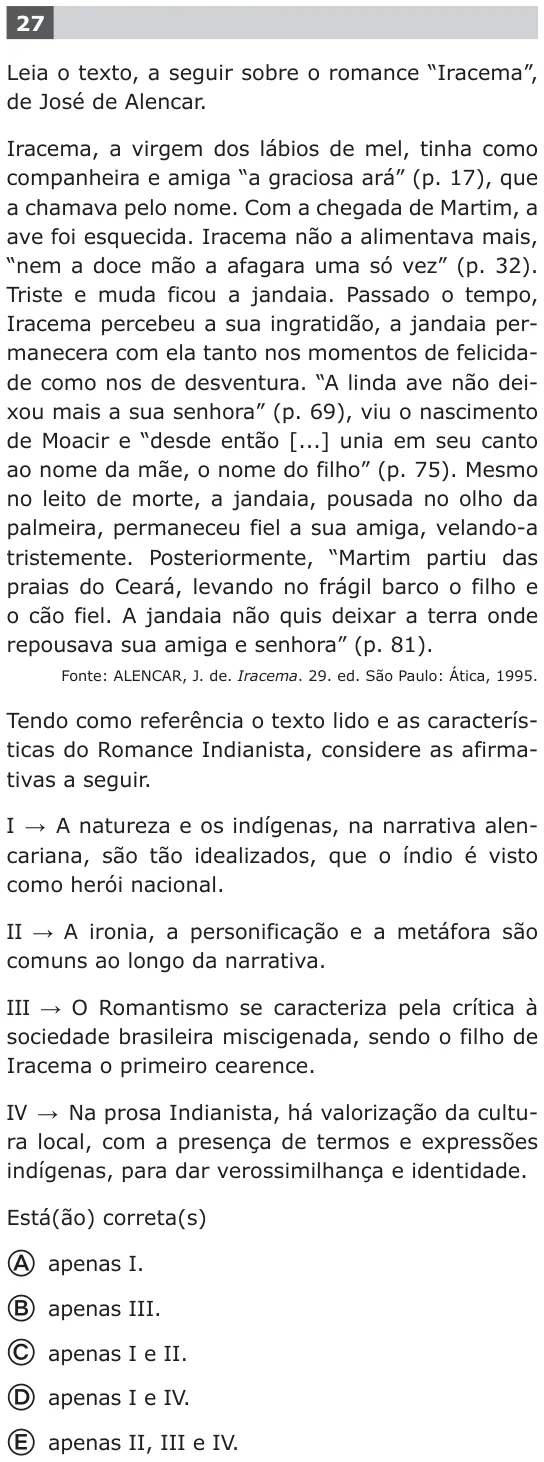 27
Leia o texto, a seguir sobre o romance “Iracema”,
de José de Alencar.
Iracema, a virgem dos lábios de mel, tinha como
companheira e amiga “a graciosa ará” (p. 17), que
a chamava pelo nome. Com a chegada de Martim, a
ave foi esquecida. Iracema não a alimentava mais,
“nem a doce mão a afagara uma só vez” (p. 32).
Triste e muda ficou a jandaia. Passado o tempo,
Iracema percebeu a sua ingratidão, a jandaia per-
manecera com ela tanto nos momentos de felicida-
de como nos de desventura. “A linda ave não dei-
xou mais a sua senhora” (p. 69), viu o nascimento
de Moacir e “desde então [...] unia em seu canto
ao nome da mãe, o nome do filho” (p. 75). Mesmo
no leito de morte, a jandaia, pousada no olho da
palmeira, permaneceu fiel a sua amiga, velando-a
tristemente. Posteriormente, “Martim partiu das
praias do Ceará, levando no frágil barco o filho e
o cão fiel. A jandaia não quis deixar a terra onde
repousava sua amiga e senhora” (p. 81).
Fonte: ALENCAR, J. de. Iracema. 29. ed. São Paulo: Ática, 1995.
Tendo como referência o texto lido e as caracterís-
ticas do Romance Indianista, considere as afirma-
tivas a seguir.
I → A natureza e os indígenas, na narrativa alen-
cariana, são tão idealizados, que o índio é visto
como herói nacional.
II → A ironia, a personificação e a metáfora são
comuns ao longo da narrativa.
III → O Romantismo se caracteriza pela crítica à
sociedade brasileira miscigenada, sendo o filho de
Iracema o primeiro cearence.
IV → Na prosa Indianista, há valorização da cultu-
ra local, com a presença de termos e expressões
indígenas, para dar verossimilhança e identidade.
Está(ão) correta(s)
A apenas I.
B apenas III.
C apenas I e II.
D apenas I e IV.
E apenas II, III e IV.